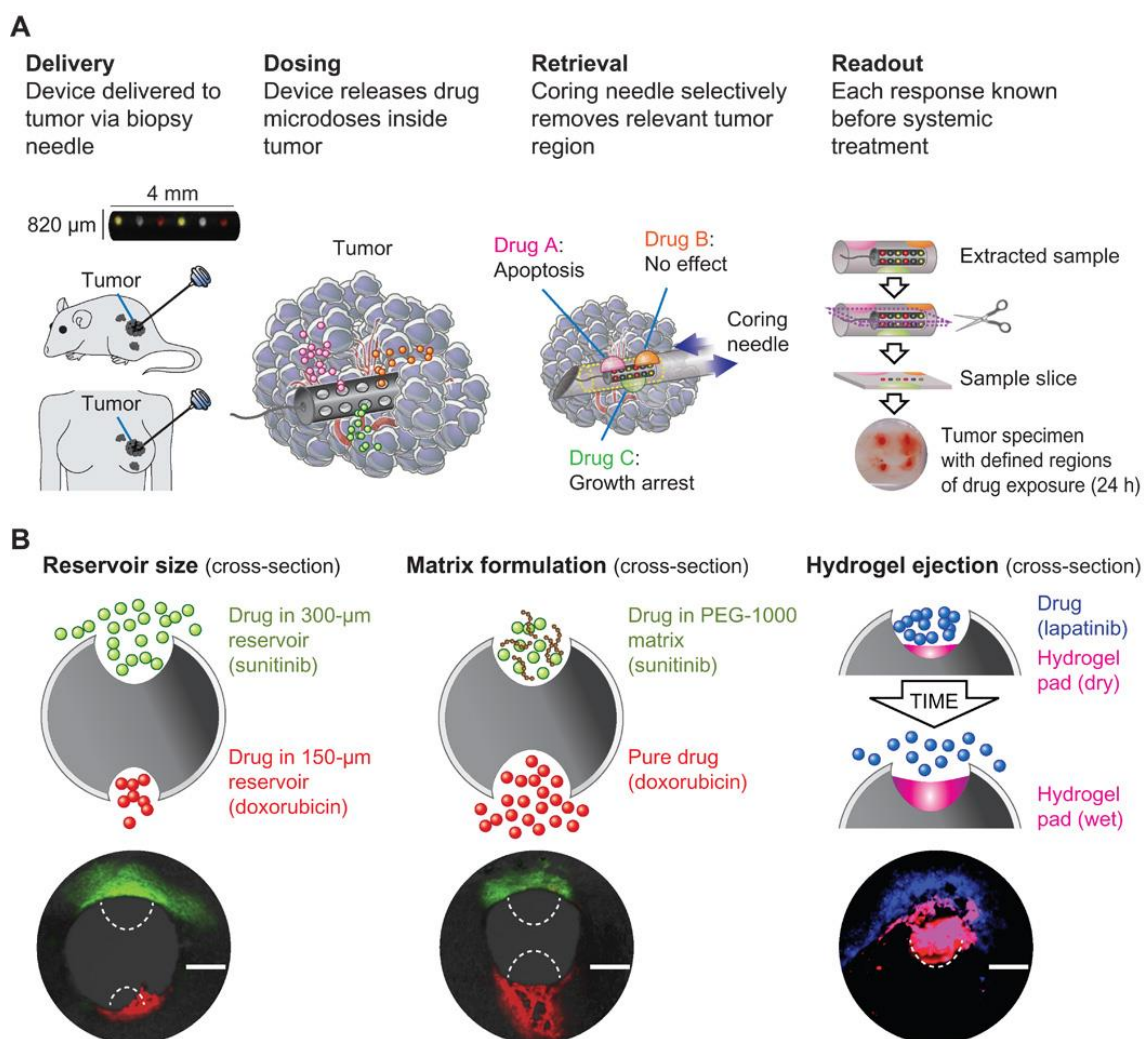 A
Delivery
Device delivered to
tumor via biopsy
needle
Dosing
Device releases drug
microdoses inside
tumor
Retrieval
Coring needle selectively
removes relevant tumor
region
Readout
Each response known
before systemic
treatment
4 mm
820 µm
Tumor
Tumor
Tumor
Drug A:
Apoptosis
Drug B:
No effect
Coring
needle
Drug C:
Growth arrest
Extracted sample
Sample slice
Tumor specimen
with defined regions
of drug exposure (24 h)
B
Reservoir size (cross-section)
Drug in 300-µm
reservoir
(sunitinib)
Drug in 150-µm
reservoir
(doxorubicin)
Matrix formulation (cross-section)
Drug in PEG-1000
matrix
(sunitinib)
Pure drug
(doxorubicin)
Hydrogel ejection (cross-section)
Drug
(lapatinib)
Hydrogel
pad (dry)
TIME
Hydrogel
pad (wet)